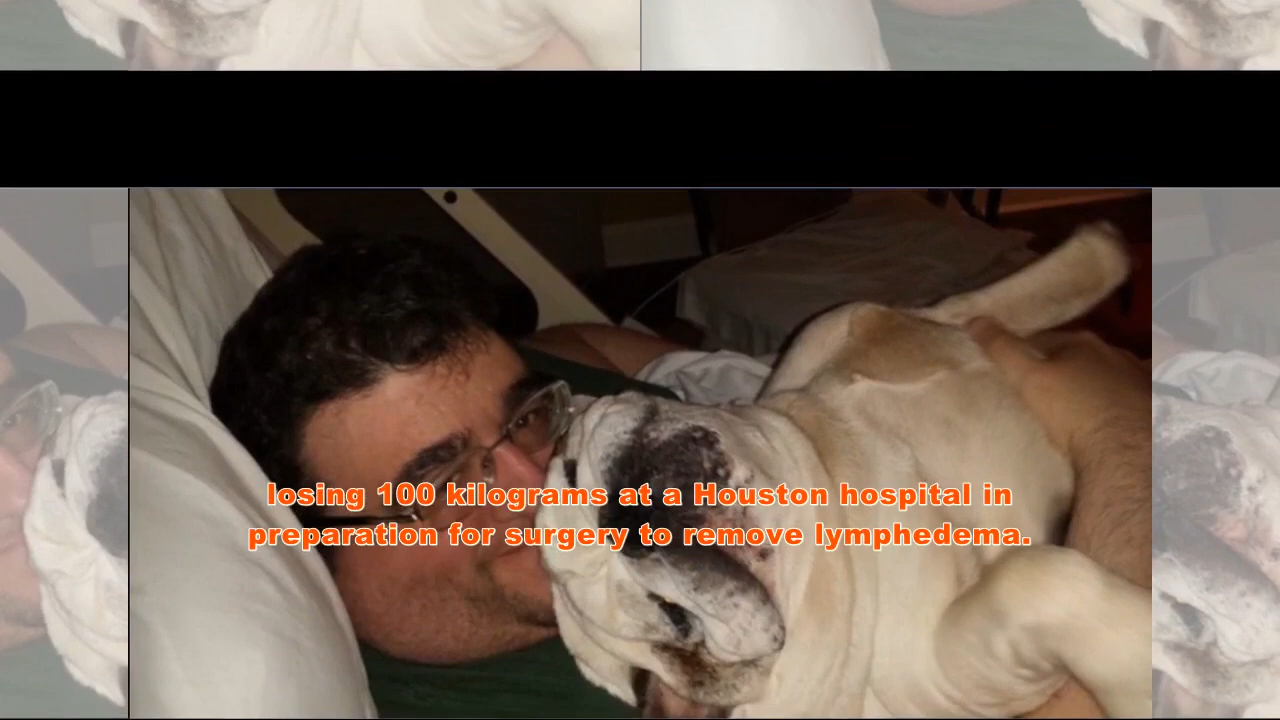 losing 100 kilograms at a Houston hospital in
preparation for surgery to remove lymphedema.